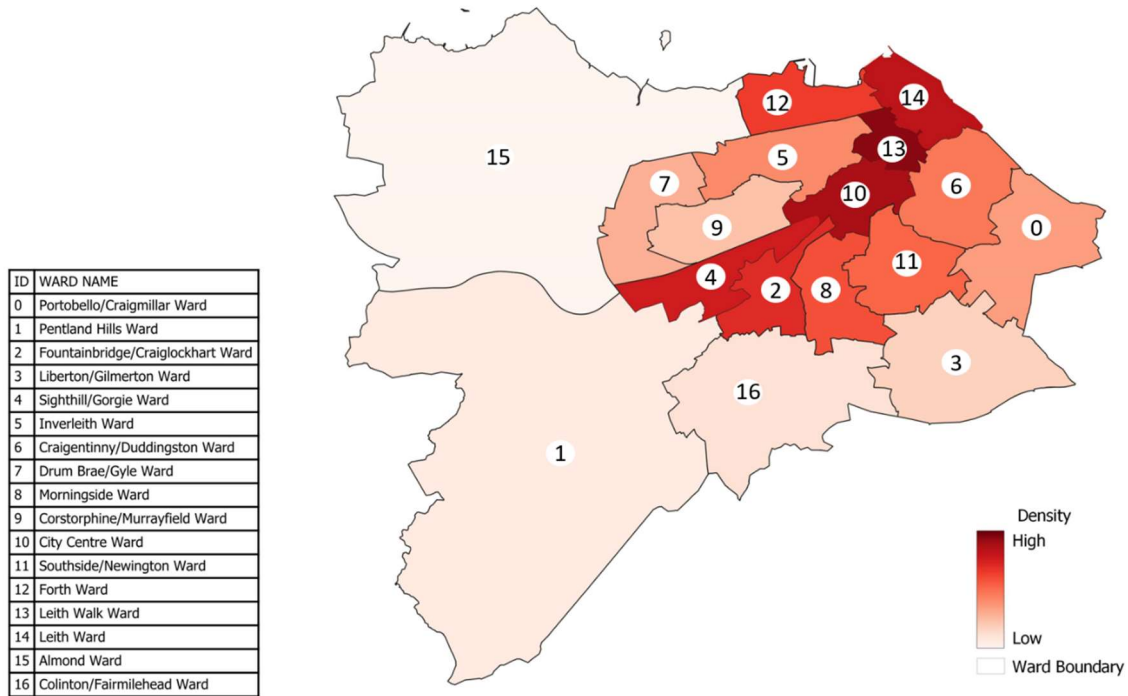 12
14
15
5
13
7
10
6
9
0
4
2
8
11
3
16
1
ID WARD NAME
0 Portobello/Craigmillar Ward
1 Pentland Hills Ward
2 Fountainbridge/Craiglockhart Ward
3 Liberton/Gilmerton Ward
4 Sighthill/Gorgie Ward
5 Inverleith Ward
6 Craigentinny/Duddingston Ward
7 Drum Brae/Gyle Ward
8 Morningside Ward
9 Corstorphine/Murrayfield Ward
10 City Centre Ward
11 Southside/Newington Ward
12 Forth Ward
13 Leith Walk Ward
14 Leith Ward
15 Almond Ward
16 Colinton/Fairmilehead Ward
Density
High
Low
Ward Boundary